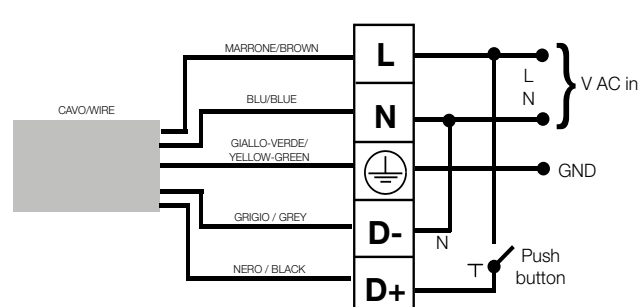 MARRONE/BROWN
L
L
N
V AC in
BLU/BLUE
CAVO/WIRE
N
GIALLO-VERDE/
YELLOW-GREEN
GND
GRIGIO / GREY
D-
N
NERO / BLACK
D+
Push
button